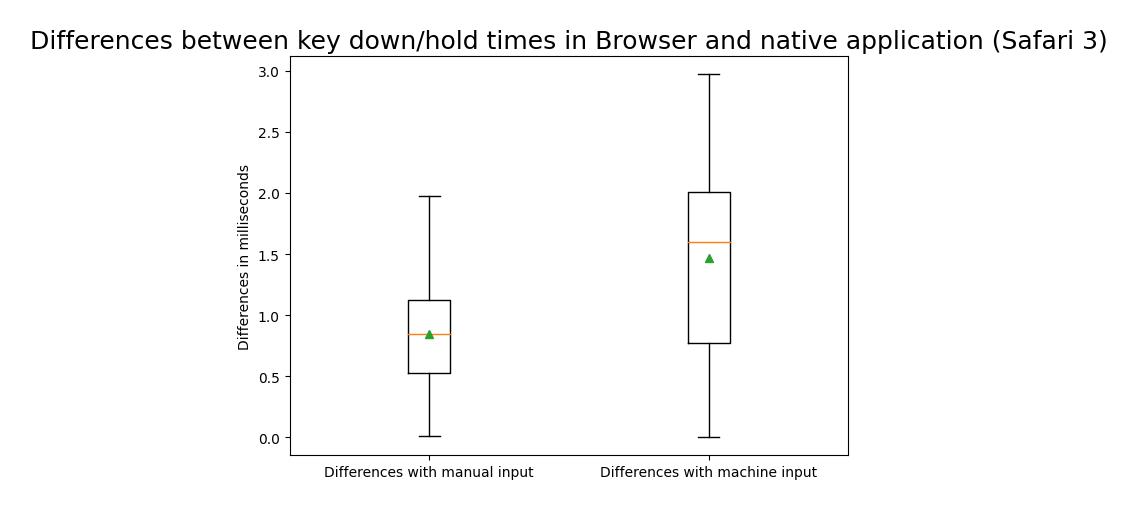 Differences between key down/hold times in Browser and native application (Safari 3)
3.0
2.5
2.0
1.5
1.0
0.5
0.0
Differences in milliseconds
Differences with manual input
Differences with machine input